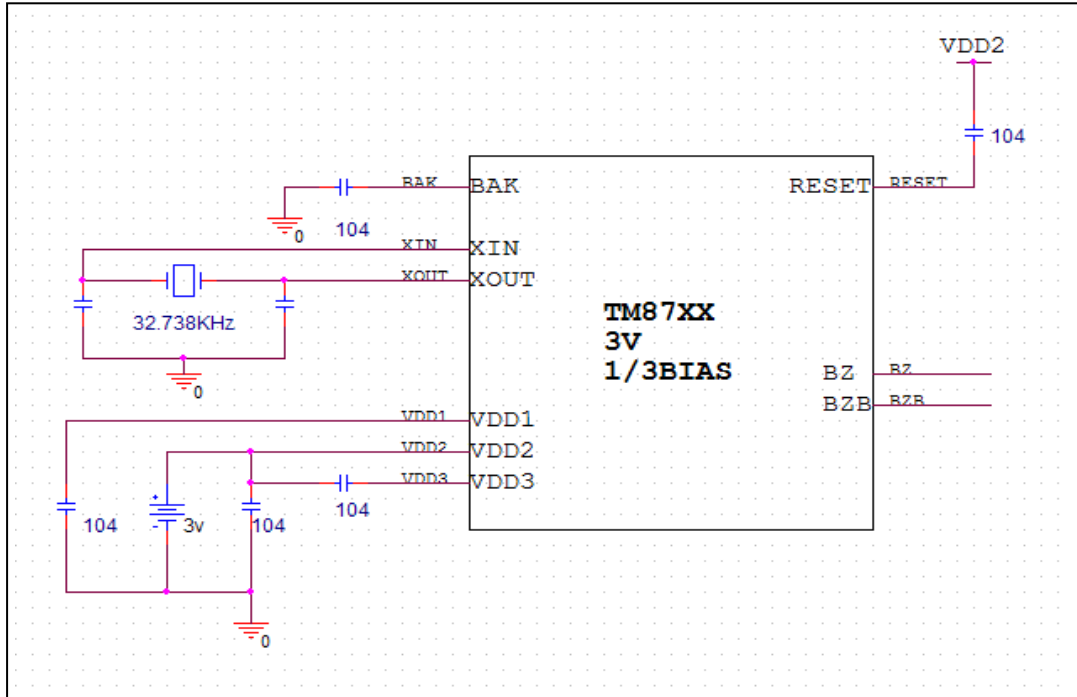 VDD2
104
BAK
BAK
RESET
RESET
104
0
XIN
XIN
XOUT
XOUT
32.738KHz
0
TM87XX
3V
1/3BIAS
BZ
BZ
BZB
BZB
VDD1
VDD1
VDD2
VDD2
VDD3
VDD3
104
104
+
-
3v
104
0